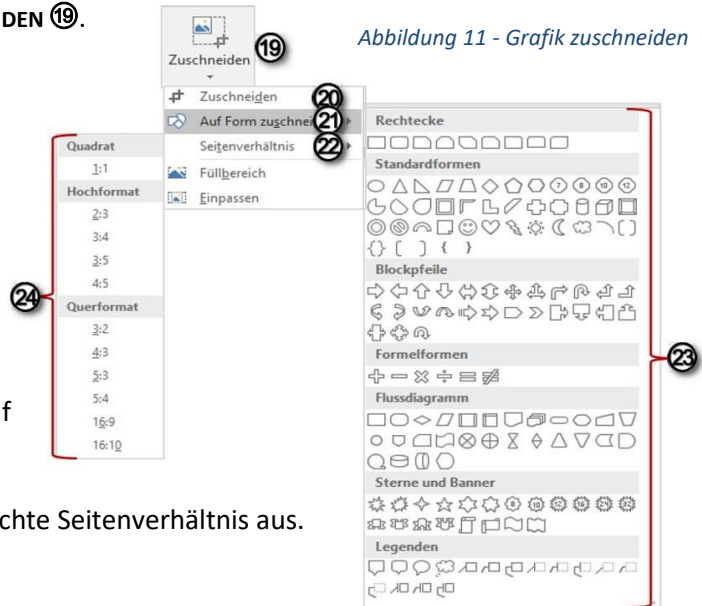 DEN ⑲.
Abbildung 11 - Grafik zuschneiden
Zuschneiden ⑲
Zuschneiden ⑳
Auf Form zuschnei ㉑
Seitenverhältnis ㉒
Füllbereich
Einpassen
Quadrat
1:1
Hochformat
2:3
3:4
3:5
4:5
㉔
Querformat
3:2
4:3
5:3
5:4
16:9
16:10
Rechtecke
Standardformen
Blockpfeile
Formelformen
㉓
Flussdiagramm
Sterne und Banner
Legenden
f
chte Seitenverhältnis aus.